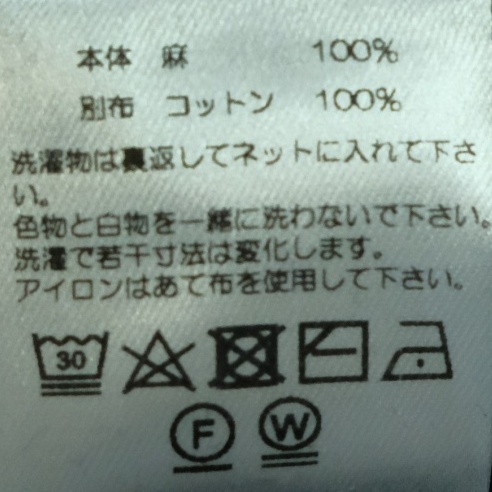 本体 麻 100%
別布 コットン 100%
洗濯物は裏返してネットに入れて下さ
い。
色物と白物を一緒に洗わないで下さい。
洗濯で若干寸法は変化します。
アイロンはあて布を使用して下さい。
30
F W